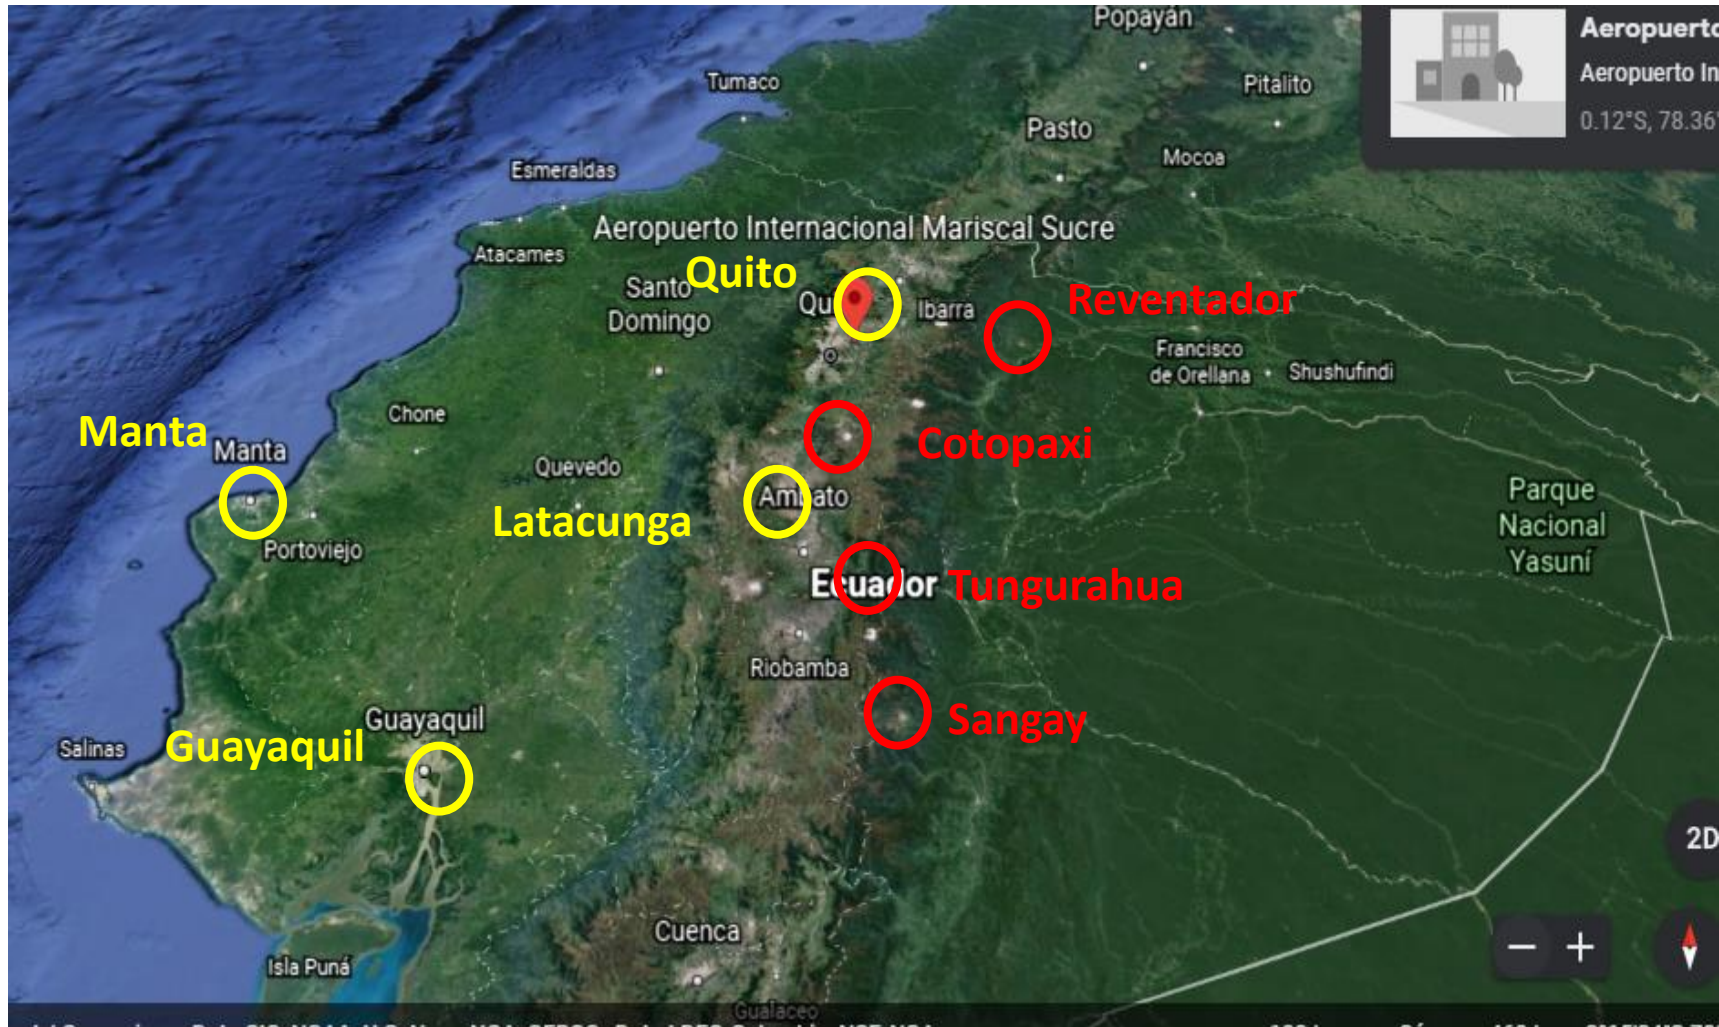 Popayán
Aeropuerto
Aeropuerto In
0.12°S, 78.36°
Tumaco
Pitalito
Pasto
Mocoa
Esmeraldas
Aeropuerto Internacional Mariscal Sucre
Atacames
Quito
Santo
Domingo
Qu
Ibarra
Reventador
Francisco
de Orellana
Shushufindi
Chone
Manta
Manta
Cotopaxi
Quevedo
Ambato
Latacunga
Parque
Nacional
Yasuní
Portoviejo
Ecuador
Tungurahua
Riobamba
Guayaquil
Sangay
Salinas
Guayaquil
2D
Cuenca
Isla Puná
Gualaceo